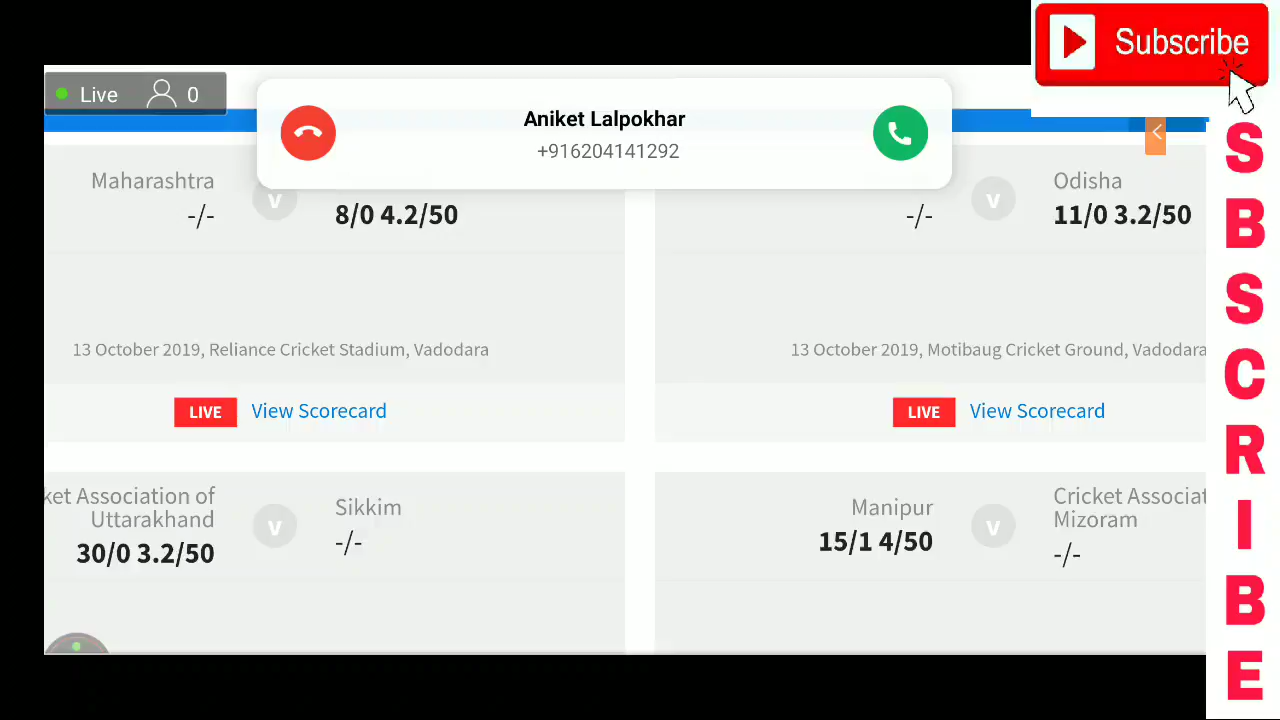 Subscribe
Live 0
Aniket Lalpokhar
+916204141292
Maharashtra
-/-
v
8/0 4.2/50
13 October 2019, Reliance Cricket Stadium, Vadodara
LIVE View Scorecard
-/-
v
Odisha
11/0 3.2/50
13 October 2019, Motibaug Cricket Ground, Vadodara
LIVE View Scorecard
ket Association of
Uttarakhand
30/0 3.2/50
v
Sikkim
-/-
Manipur
15/1 4/50
v
Cricket Associat
Mizoram
-/-
S
B
S
C
R
I
B
E